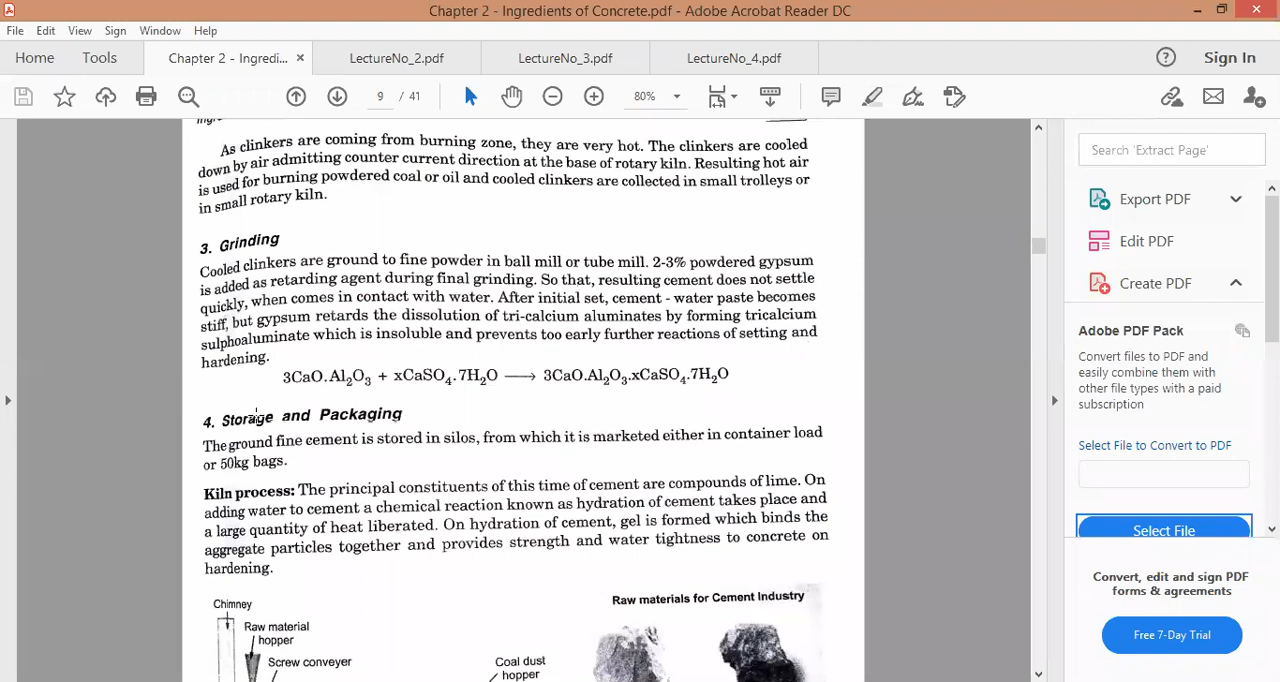 Chapter 2 - Ingredients of Concrete.pdf - Adobe Acrobat Reader DC
File Edit View Sign Window Help
Home Tools Chapter 2 - Ingredi... × LectureNo_2.pdf LectureNo_3.pdf LectureNo_4.pdf Sign In
9 / 41 80%
As clinkers are coming from burning zone, they are very hot. The clinkers are cooled
down by air admitting counter current direction at the base of rotary kiln. Resulting hot air
is used for burning powdered coal or oil and cooled clinkers are collected in small trolleys or
in small rotary kiln.
3. Grinding
Cooled clinkers are ground to fine powder in ball mill or tube mill. 2-3% powdered gypsum
is added as retarding agent during final grinding. So that, resulting cement does not settle
quickly, when comes in contact with water. After initial set, cement - water paste becomes
stiff, but gypsum retards the dissolution of tri-calcium aluminates by forming tricalcium
sulphoaluminate which is insoluble and prevents too early further reactions of setting and
hardening.
3CaO.Al₂O₃ + xCaSO₄.7H₂O ⟶ 3CaO.Al₂O₃.xCaSO₄.7H₂O
4. Storage and Packaging
The ground fine cement is stored in silos, from which it is marketed either in container load
or 50kg bags.
Kiln process: The principal constituents of this time of cement are compounds of lime. On
adding water to cement a chemical reaction known as hydration of cement takes place and
a large quantity of heat liberated. On hydration of cement, gel is formed which binds the
aggregate particles together and provides strength and water tightness to concrete on
hardening.
Chimney
Raw material
hopper
Screw conveyer
Coal dust
hopper
Raw materials for Cement Industry
Search 'Extract Page'
Export PDF
Edit PDF
Create PDF
Adobe PDF Pack
Convert files to PDF and
easily combine them with
other file types with a paid
subscription
Select File to Convert to PDF
Select File
Convert, edit and sign PDF
forms & agreements
Free 7-Day Trial